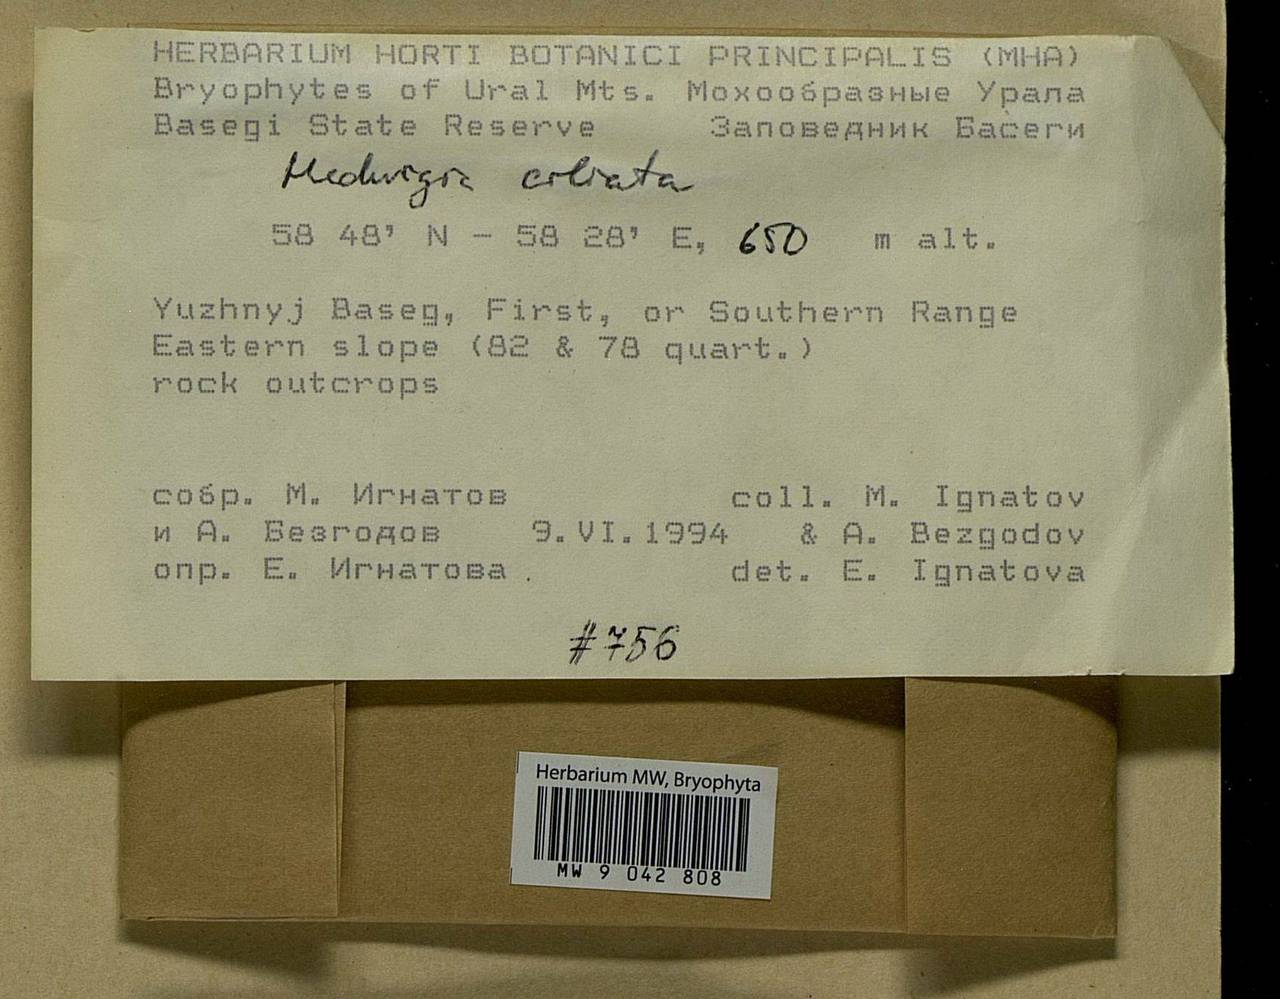 HERBARIUM HORTI BOTANICI PRINCIPALIS (MHA)
Bryophytes of Ural Mts. Мохообразные Урала
Basegi State Reserve Заповедник Басеги
Hedwigia ciliata
58 48' N - 58 28' E, 650 m alt.
Yuzhnyj Baseg, First, or Southern Range
Eastern slope (82 & 78 quart.)
rock outcrops
собр. М. Игнатов coll. M. Ignatov
и А. Безгодов 9.VI.1994 & A. Bezgodov
опр. Е. Игнатова. det. E. Ignatova
#756
Herbarium MW, Bryophyta
MW 9 042 808